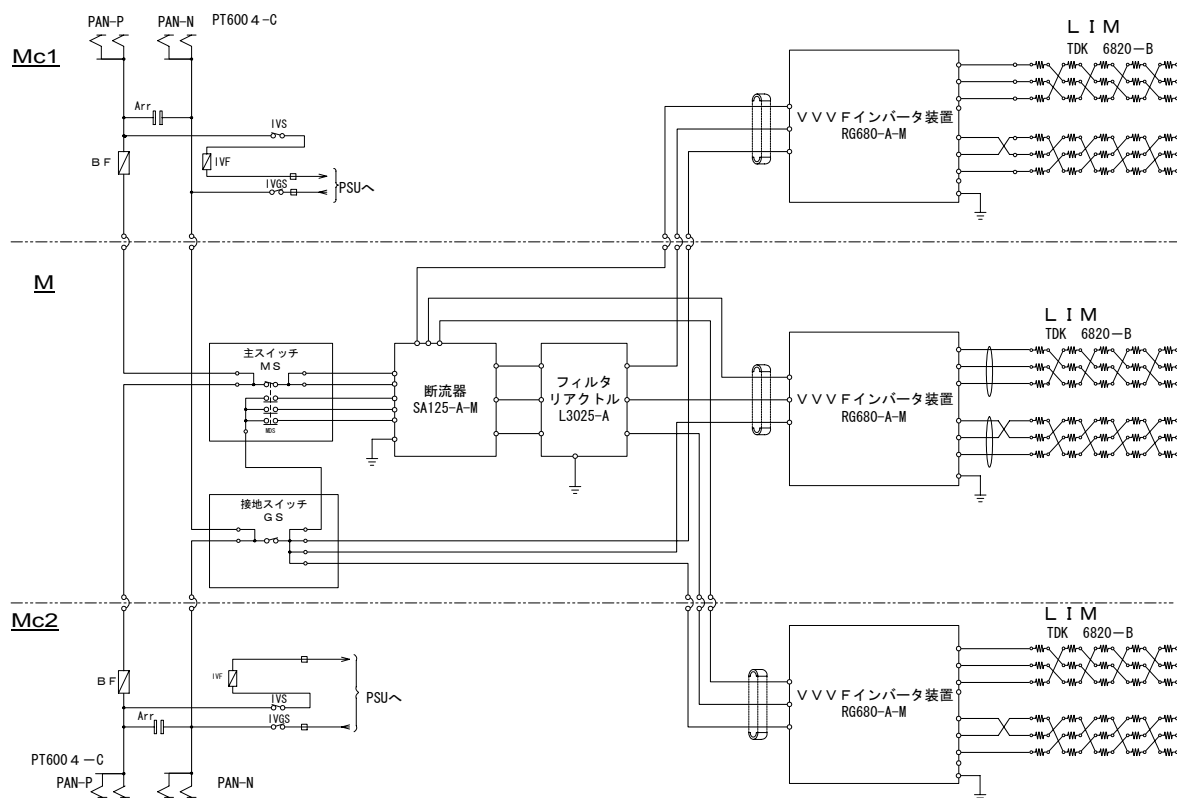 PAN-P PAN-N PT6004-C
Mc1
Arr
IVS
BF
IVF
IVGS
PSUへ
VVVFインバータ装置
RG680-A-M
LIM
TDK 6820-B
M
主スイッチ
MS
MDS
断流器
SA125-A-M
フィルタ
リアクトル
L3025-A
VVVFインバータ装置
RG680-A-M
LIM
TDK 6820-B
接地スイッチ
GS
Mc2
BF
IVF
IVS
Arr
IVGS
PSUへ
PT6004-C
PAN-P PAN-N
VVVFインバータ装置
RG680-A-M
LIM
TDK 6820-B